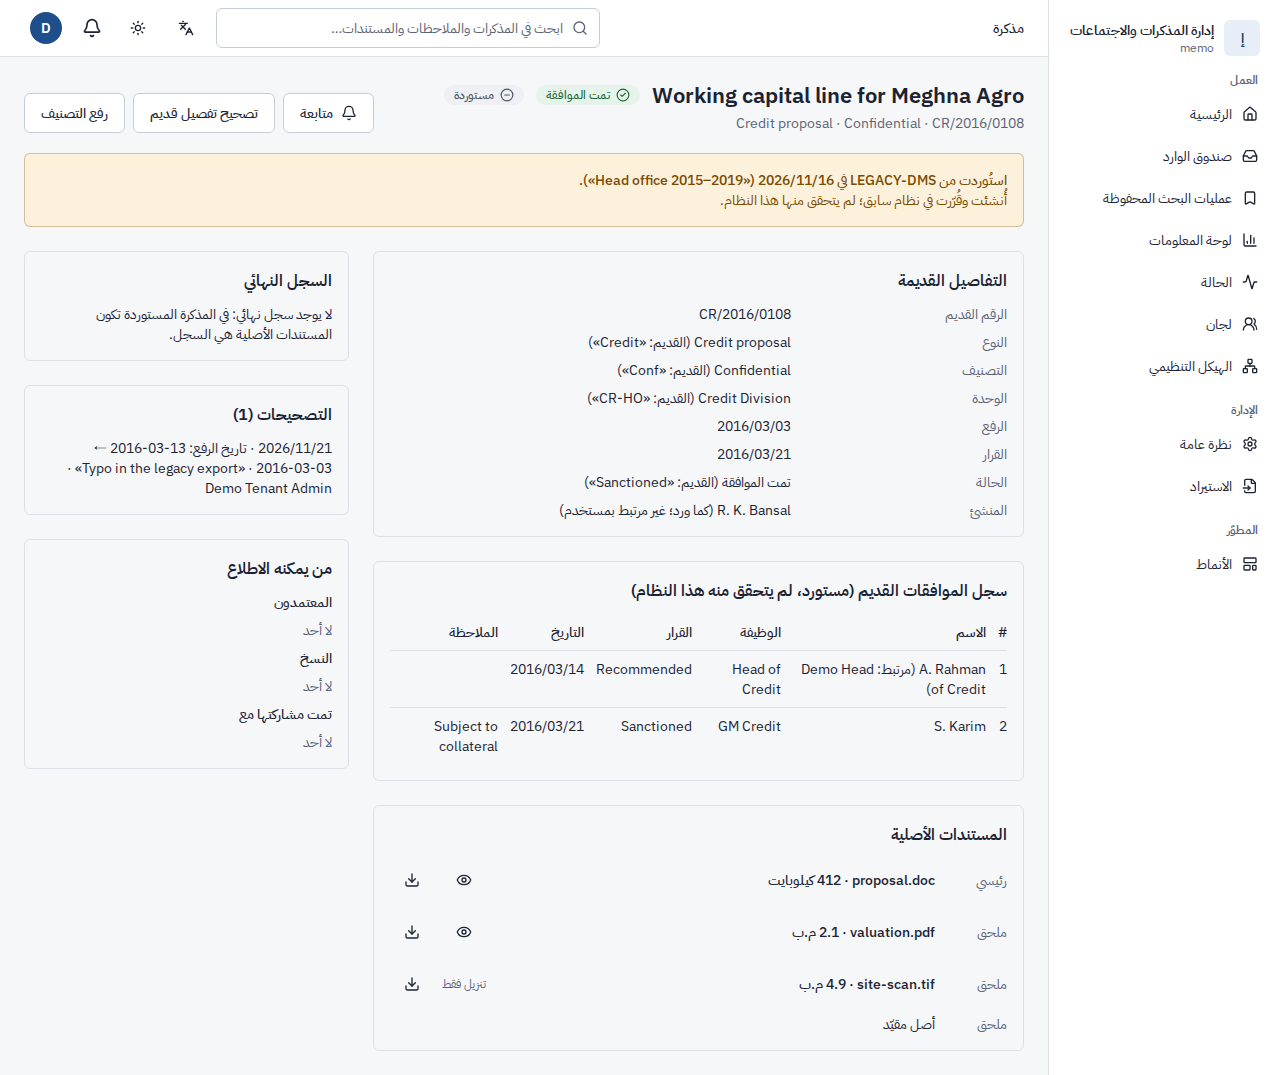 إدارة المذكرات والاجتماعات
إ
memo
العمل
الرئيسية
صندوق الوارد
عمليات البحث المحفوظة
لوحة المعلومات
الحالة
لجان
الهيكل التنظيمي
الإدارة
نظرة عامة
الاستيراد
المطوّر
الأنماط
مذكرة
ابحث في المذكرات والملاحظات والمستندات...
D
Working capital line for Meghna Agro
تمت الموافقة
مستوردة
Credit proposal · Confidential · CR/2016/0108
متابعة
تصحيح تفصيل قديم
رفع التصنيف
استُوردت من LEGACY-DMS في 2026/11/16 («Head office 2015–2019»).
أُنشئت وقُرّرت في نظام سابق؛ لم يتحقق منها هذا النظام.
التفاصيل القديمة
الرقم القديم CR/2016/0108
النوع Credit proposal (القديم: «Credit»)
التصنيف Confidential (القديم: «Conf»)
الوحدة Credit Division (القديم: «CR-HO»)
الرفع 2016/03/03
القرار 2016/03/21
الحالة تمت الموافقة (القديم: «Sanctioned»)
المنشئ R. K. Bansal (كما ورد؛ غير مرتبط بمستخدم)
سجل الموافقات القديم (مستورد، لم يتحقق منه هذا النظام)
# الاسم الوظيفة القرار التاريخ الملاحظة
1 A. Rahman (مرتبط: Demo Head of Credit) Head of Credit Recommended 2016/03/14
2 S. Karim GM Credit Sanctioned 2016/03/21 Subject to collateral
المستندات الأصلية
رئيسي proposal.doc · 412 كيلوبايت
ملحق valuation.pdf · 2.1 م.ب
ملحق site-scan.tif · 4.9 م.ب تنزيل فقط
ملحق أصل مقيّد
السجل النهائي
لا يوجد سجل نهائي: في المذكرة المستوردة تكون
المستندات الأصلية هي السجل.
التصحيحات (1)
2026/11/21 · تاريخ الرفع: 2016-03-13 ←
2016-03-03 · «Typo in the legacy export» ·
Demo Tenant Admin
من يمكنه الاطلاع
المعتمدون
لا أحد
النسخ
لا أحد
تمت مشاركتها مع
لا أحد